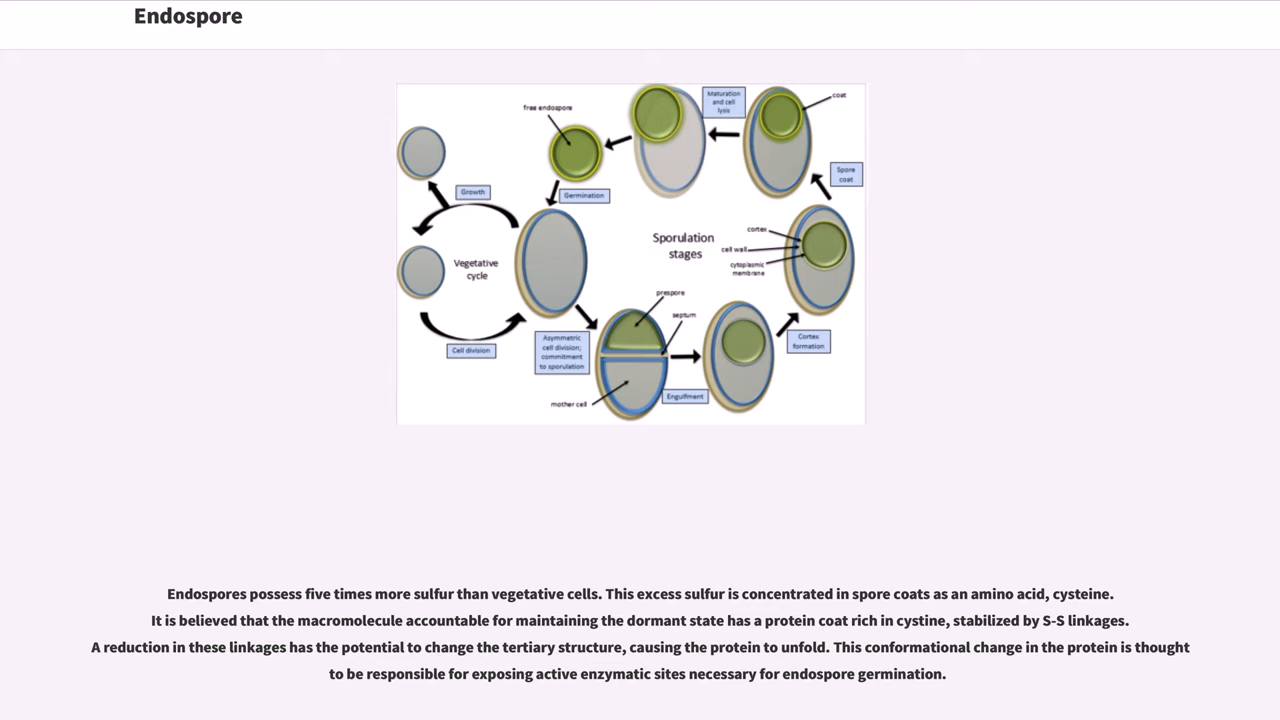 Endospore
free endospore
Maturation
and cell
lysis
coat
Spore
coat
Growth
Germination
cortex
cell wall
cytoplasmic
membrane
Sporulation
stages
Vegetative
cycle
prespore
septum
Asymmetric
cell division;
commitment
to sporulation
Cortex
formation
Cell division
Engulfment
mother cell
Endospores possess five times more sulfur than vegetative cells. This excess sulfur is concentrated in spore coats as an amino acid, cysteine.
It is believed that the macromolecule accountable for maintaining the dormant state has a protein coat rich in cystine, stabilized by S-S linkages.
A reduction in these linkages has the potential to change the tertiary structure, causing the protein to unfold. This conformational change in the protein is thought
to be responsible for exposing active enzymatic sites necessary for endospore germination.